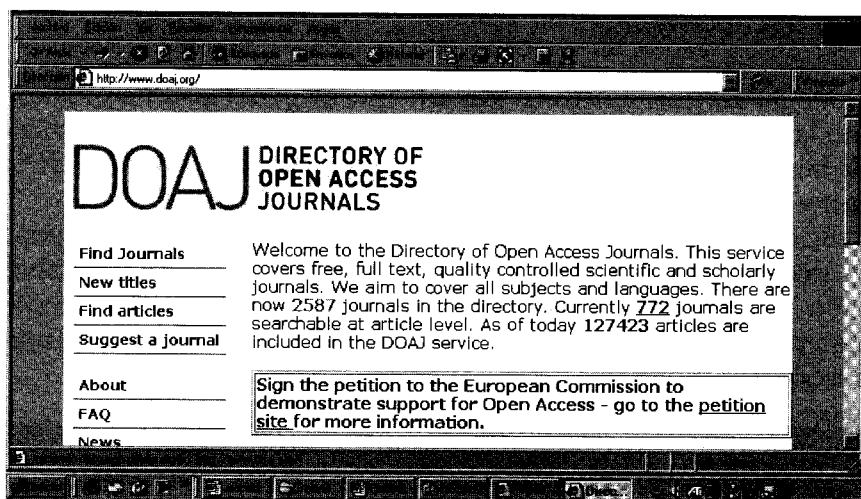 http://www.doaj.org/
DOAJ
DIRECTORY OF
OPEN ACCESS
JOURNALS
Find Journals
New titles
Find articles
Suggest a journal
About
FAQ
News
Welcome to the Directory of Open Access Journals. This service
covers free, full text, quality controlled scientific and scholarly
journals. We aim to cover all subjects and languages. There are
now 2587 journals in the directory. Currently 772 journals are
searchable at article level. As of today 127423 articles are
included in the DOAJ service.
Sign the petition to the European Commission to
demonstrate support for Open Access - go to the petition
site for more information.